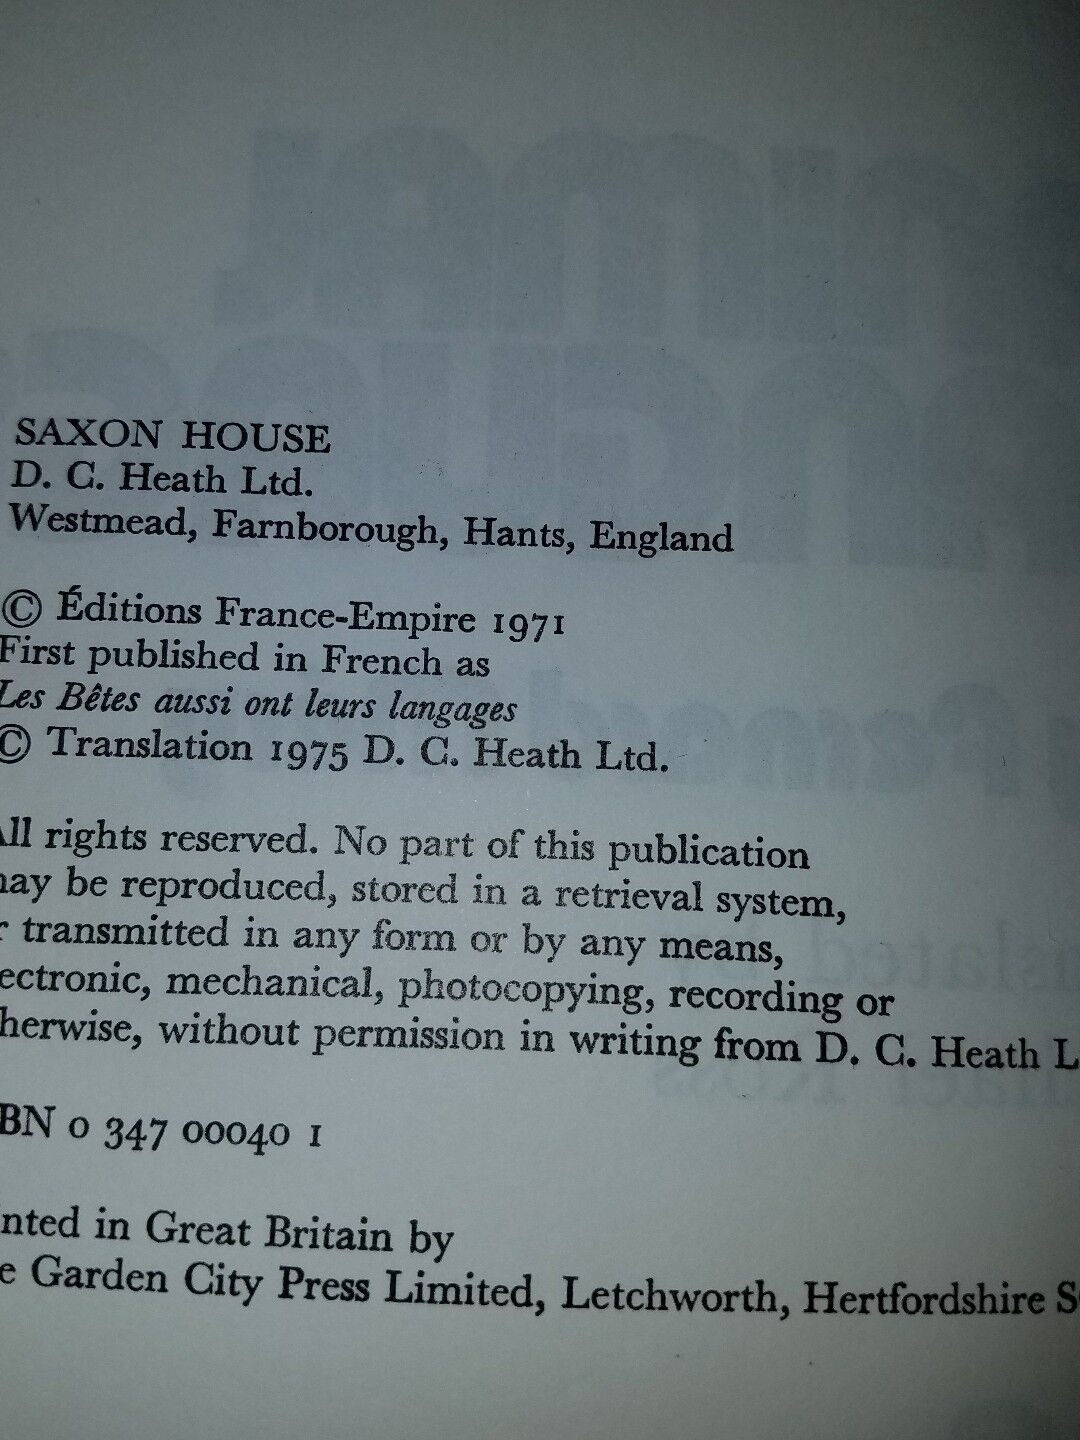 SAXON HOUSE
D. C. Heath Ltd.
Westmead, Farnborough, Hants, England
© Éditions France-Empire 1971
First published in French as
Les Bêtes aussi ont leurs langages
© Translation 1975 D. C. Heath Ltd.
All rights reserved. No part of this publication
may be reproduced, stored in a retrieval system,
r transmitted in any form or by any means,
ectronic, mechanical, photocopying, recording or
herwise, without permission in writing from D. C. Heath L
BN 0 347 00040 1
nted in Great Britain by
e Garden City Press Limited, Letchworth, Hertfordshire S